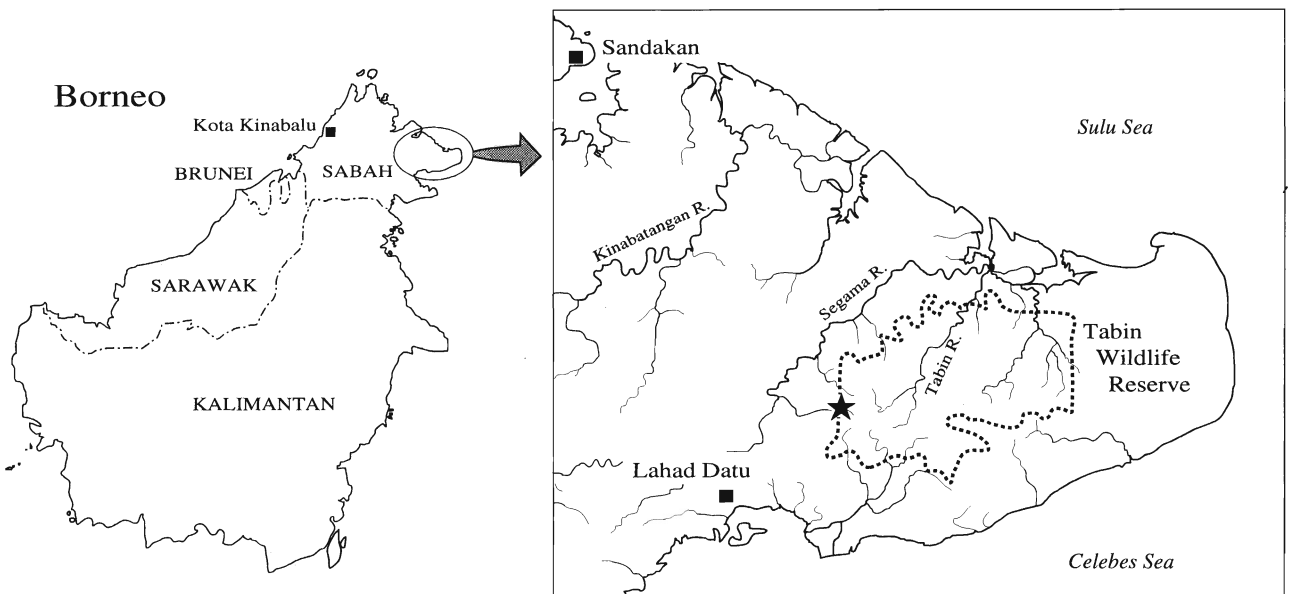 Borneo
Kota Kinabalu
BRUNEI
SABAH
SARAWAK
KALIMANTAN
Sandakan
Sulu Sea
Kinabatangan R.
Segama R.
Tabin R.
Tabin
Wildlife
Reserve
Lahad Datu
Celebes Sea